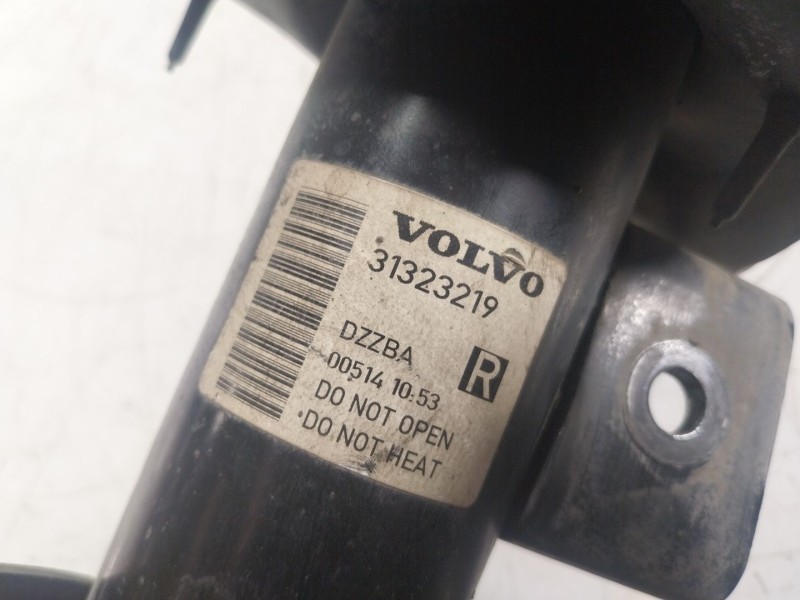 VOLVO
31323219
DZZBA
00514 10:53
R
DO NOT OPEN
DO NOT HEAT